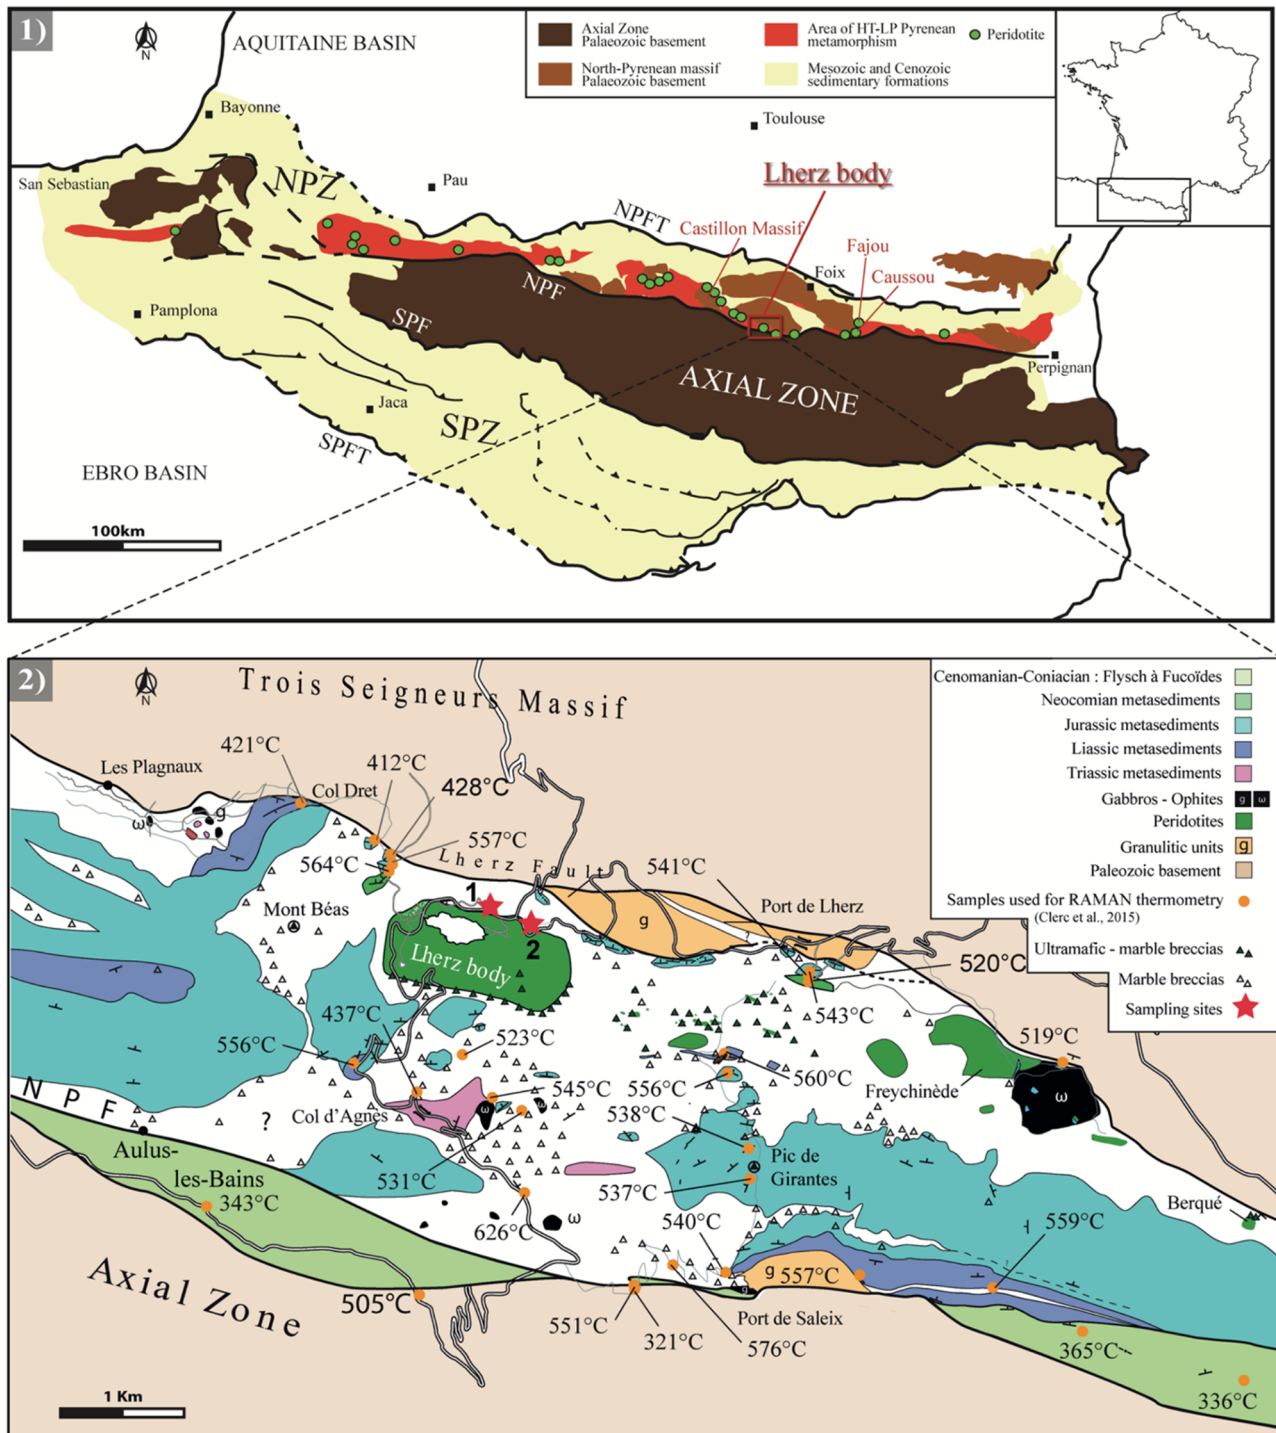 1)
N
AQUITAINE BASIN
Axial Zone
Palaeozoic basement
North-Pyrenean massif
Palaeozoic basement
Area of HT-LP Pyrenean
metamorphism
Mesozoic and Cenozoic
sedimentary formations
Peridotite
Bayonne
Toulouse
San Sebastian
NPZ
Pau
Lherz body
NPFT
Castillon Massif
Fajou
Foix
Caussou
NPF
Pamplona
SPF
Perpignan
AXIAL ZONE
Jaca
SPZ
SPFT
EBRO BASIN
100km
2)
N
Trois Seigneurs Massif
Cenomanian-Coniacian : Flysch à Fucoïdes
Neocomian metasediments
Jurassic metasediments
Liassic metasediments
Triassic metasediments
Gabbros - Ophites
g
ω
Peridotites
Granulitic units
g
Paleozoic basement
Samples used for RAMAN thermometry
(Clerc et al., 2015)
Ultramafic - marble breccias
Marble breccias
Sampling sites
421°C
Les Plagnaux
412°C
Col Dret
428°C
ω
g
557°C
564°C
Lherz Fault
541°C
1
Mont Béas
g
Port de Lherz
2
Lherz body
520°C
437°C
543°C
556°C
523°C
519°C
560°C
545°C
556°C
Freychinède
NPF
ω
538°C
Col d'Agnes
ω
ω
?
Aulus-
les-Bains
Pic de
Girantes
531°C
537°C
343°C
Berqué
540°C
559°C
626°C
ω
g
557°C
Axial Zone
505°C
g
Port de Saleix
551°C
321°C
576°C
365°C
336°C
1 Km